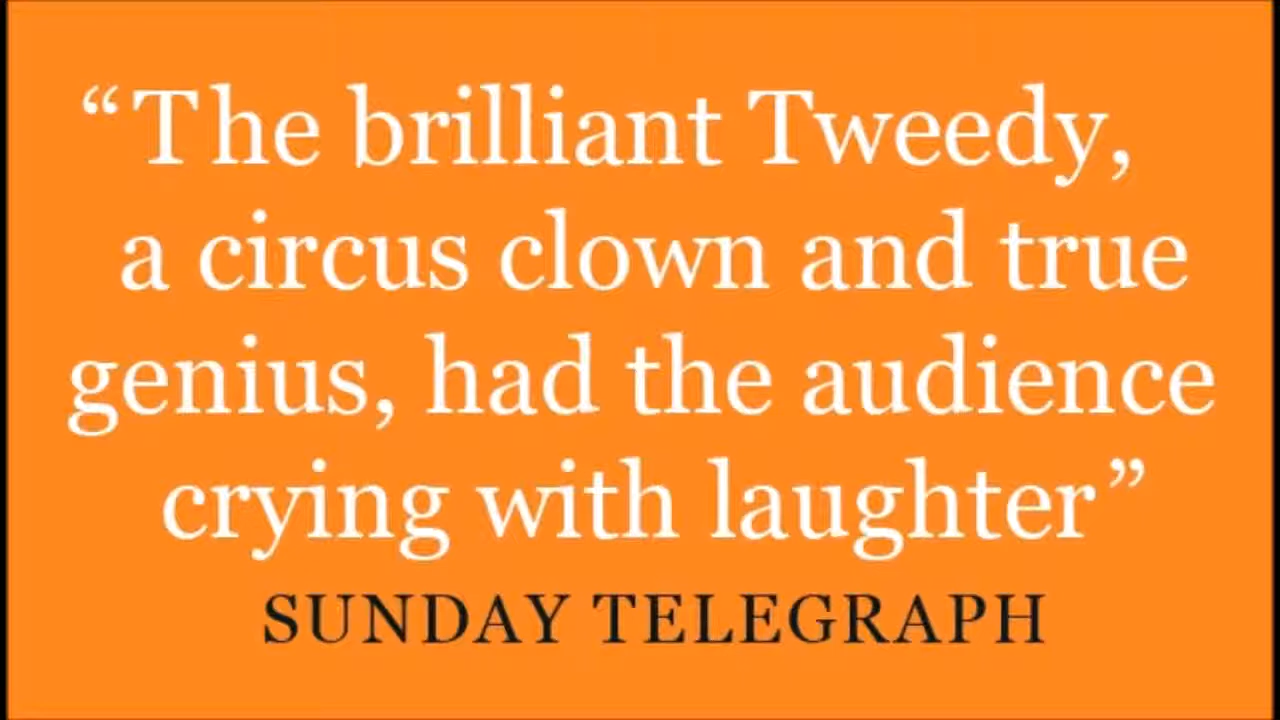 “The brilliant Tweedy,
a circus clown and true
genius, had the audience
crying with laughter”
SUNDAY TELEGRAPH